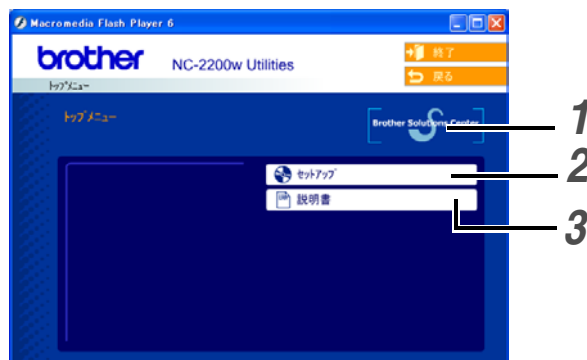 Macromedia Flash Player 6
brother
NC-2200w Utilities
終了
戻る
トップメニュー
トップメニュー
Brother Solutions Center
1
セットアップ
2
説明書
3